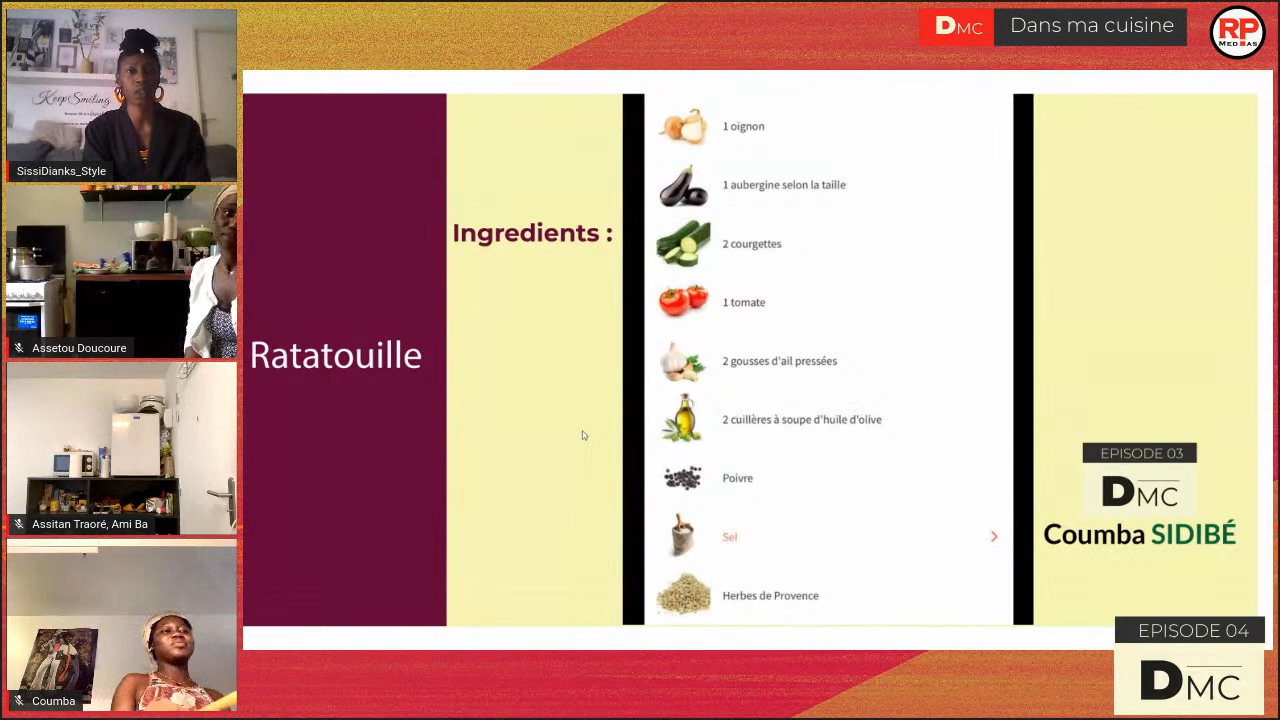 DMC
Dans ma cuisine
RP
MEDIAS
KeepSmiling
SissiDianks_Style
Assetou Doucoure
Assitan Traoré, Ami Ba
Coumba
Ratatouille
Ingredients :
1 oignon
1 aubergine selon la taille
2 courgettes
1 tomate
2 gousses d'ail pressées
2 cuillères à soupe d'huile d'olive
Poivre
Sel
Herbes de Provence
EPISODE 03
DMC
Coumba SIDIBÉ
EPISODE 04
DMC